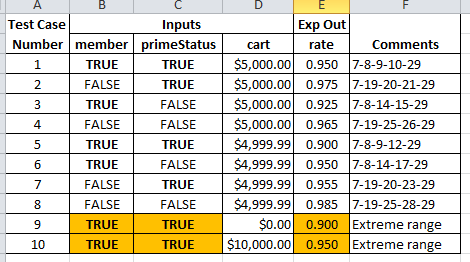 A B C D E F
Test Case Inputs Exp Out
Number member primeStatus cart rate Comments
1 TRUE TRUE $5,000.00 0.950 7-8-9-10-29
2 FALSE TRUE $5,000.00 0.975 7-19-20-21-29
3 TRUE FALSE $5,000.00 0.925 7-8-14-15-29
4 FALSE FALSE $5,000.00 0.965 7-19-25-26-29
5 TRUE TRUE $4,999.99 0.900 7-8-9-12-29
6 TRUE FALSE $4,999.99 0.950 7-8-14-17-29
7 FALSE TRUE $4,999.99 0.955 7-19-20-23-29
8 FALSE FALSE $4,999.99 0.985 7-19-25-28-29
9 TRUE TRUE $0.00 0.900 Extreme range
10 TRUE TRUE $10,000.00 0.950 Extreme range